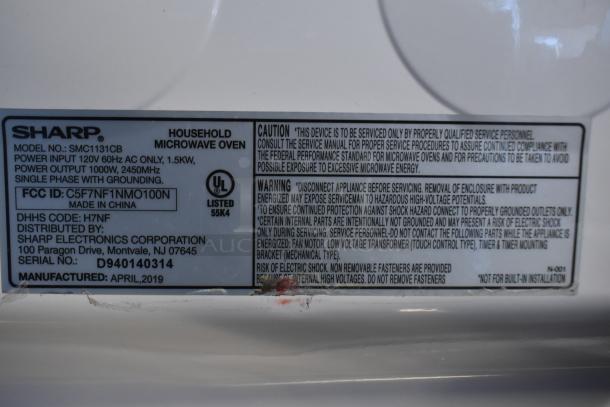 SHARP
HOUSEHOLD
MICROWAVE OVEN
MODEL NO.: SMC1131CB
POWER INPUT 120V 60Hz AC ONLY, 1.5KW,
POWER OUTPUT 1000W, 2450MHz
SINGLE PHASE WITH GROUNDING.
FCC ID: C5F7NF1NMO100N
MADE IN CHINA
DHHS CODE: H7NF
DISTRIBUTED BY:
SHARP ELECTRONICS CORPORATION
100 Paragon Drive, Montvale, NJ 07645
SERIAL NO.: D940140314
MANUFACTURED: APRIL,2019
UL
LISTED
55K4
CAUTION *THIS DEVICE IS TO BE SERVICED ONLY BY PROPERLY QUALIFIED SERVICE PERSONNEL.
CONSULT THE SERVICE MANUAL FOR PROPER SERVICE PROCEDURES TO ASSURE CONTINUED COMPLIANCE WITH
THE FEDERAL PERFORMANCE STANDARD FOR MICROWAVE OVENS AND FOR PRECAUTIONS TO BE TAKEN TO AVOID
POSSIBLE EXPOSURE TO EXCESSIVE MICROWAVE ENERGY.
WARNING *DISCONNECT APPLIANCE BEFORE SERVICING. REMOVAL OF ENCLOSURE WITH PRODUCT
ENERGIZED MAY EXPOSE SERVICEMAN TO HAZARDOUS HIGH-VOLTAGE POTENTIALS.
*TO ENSURE CONTINUED PROTECTION AGAINST SHOCK HAZARD CONNECT TO PROPERLY GROUNDED OUTLETS ONLY.
*CERTAIN INTERNAL PARTS ARE INTENTIONALLY NOT GROUNDED AND MAY PRESENT A RISK OF ELECTRIC SHOCK
ONLY DURING SERVICING. SERVICE PERSONNEL-DO NOT CONTACT THE FOLLOWING PARTS WHILE THE APPLIANCE IS
ENERGIZED: FAN MOTOR, LOW VOLTAGE TRANSFORMER (TOUCH CONTROL TYPE), TIMER & TIMER MOUNTING
BRACKET (MECHANICAL TYPE).
RISK OF ELECTRIC SHOCK. NON REMOVABLE FASTENERS ARE PROVIDED
BECAUSE OF INTERNAL HIGH VOLTAGES. DO NOT REMOVE FASTENERS
N-001
*NOT FOR BUILT-IN INSTALLATION